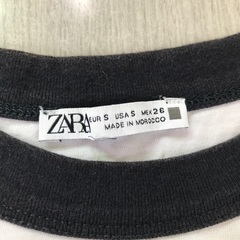 ZARA
EUR S USA S MEX 26
MADE IN MOROCCO